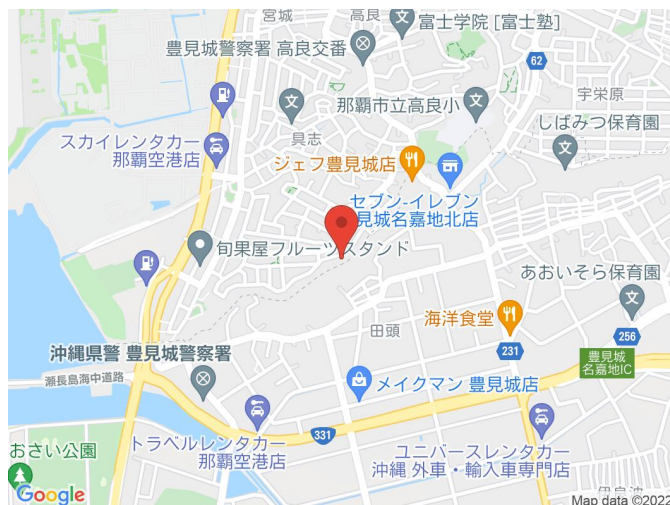 宮城
高良
富士学院 [富士塾]
豊見城警察署 高良交番
62
宇栄原
那覇市立高良小
具志
しばみつ保育園
スカイレンタカー
那覇空港店
ジェフ豊見城店
セブン-イレブン
見城名嘉地北店
旬果屋フルーツスタンド
あおいそら保育園
海洋食堂
田頭
256
231
豊見城
名嘉地IC
沖縄県警 豊見城警察署
瀬長島海中道路
メイクマン 豊見城店
331
トラベルレンタカー
那覇空港店
ユニバースレンタカー
沖縄 外車・輸入車専門店
おさい公園
Google
Map data ©2022